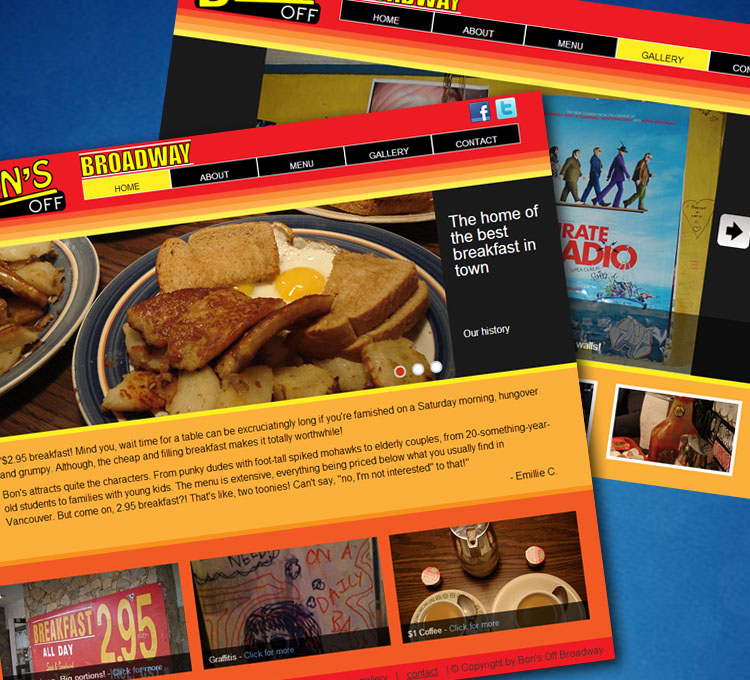 OFF
BROADWAY
HOME
ABOUT
MENU
GALLERY
CON
N'S
OFF
BROADWAY
HOME
ABOUT
MENU
GALLERY
CONTACT
The home of
the best
breakfast in
town
Our history
IRATE
ADIO
walls!
"$2.95 breakfast! Mind you, wait time for a table can be excruciatingly long if you're famished on a Saturday morning, hungover
and grumpy. Although, the cheap and filling breakfast makes it totally worthwhile!
Bon's attracts quite the characters. From punky dudes with foot-tall spiked mohawks to elderly couples, from 20-something-year-
old students to families with young kids. The menu is extensive, everything being priced below what you usually find in
Vancouver. But come on, 2.95 breakfast?! That's like, two toonies! Can't say, "no, I'm not interested" to that!"
- Emillie C.
BREAKFAST
ALL DAY
2.95
Big portions! - Click for more
NEED
ON A
DAILY
Graffitis - Click for more
$1 Coffee - Click for more
gallery | contact | © Copyright by Bon's Off Broadway